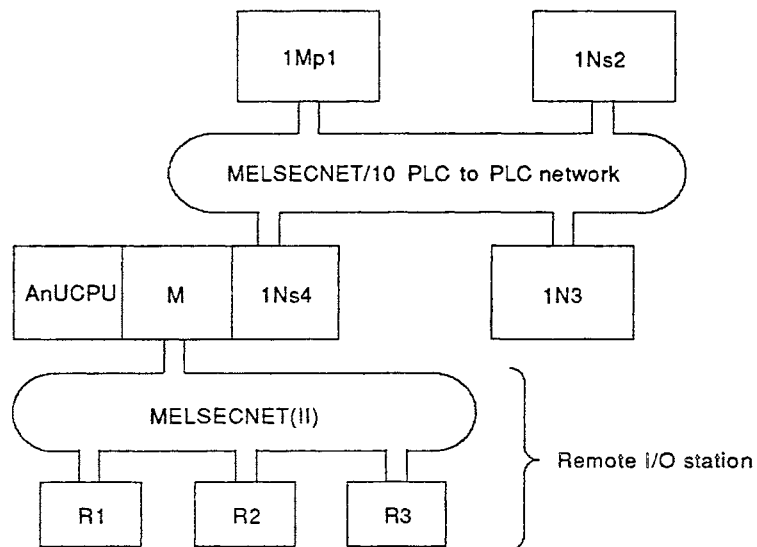 1Mp1
1Ns2
MELSECNET/10 PLC to PLC network
AnUCPU
M
1Ns4
1N3
MELSECNET(II)
Remote I/O station
R1
R2
R3